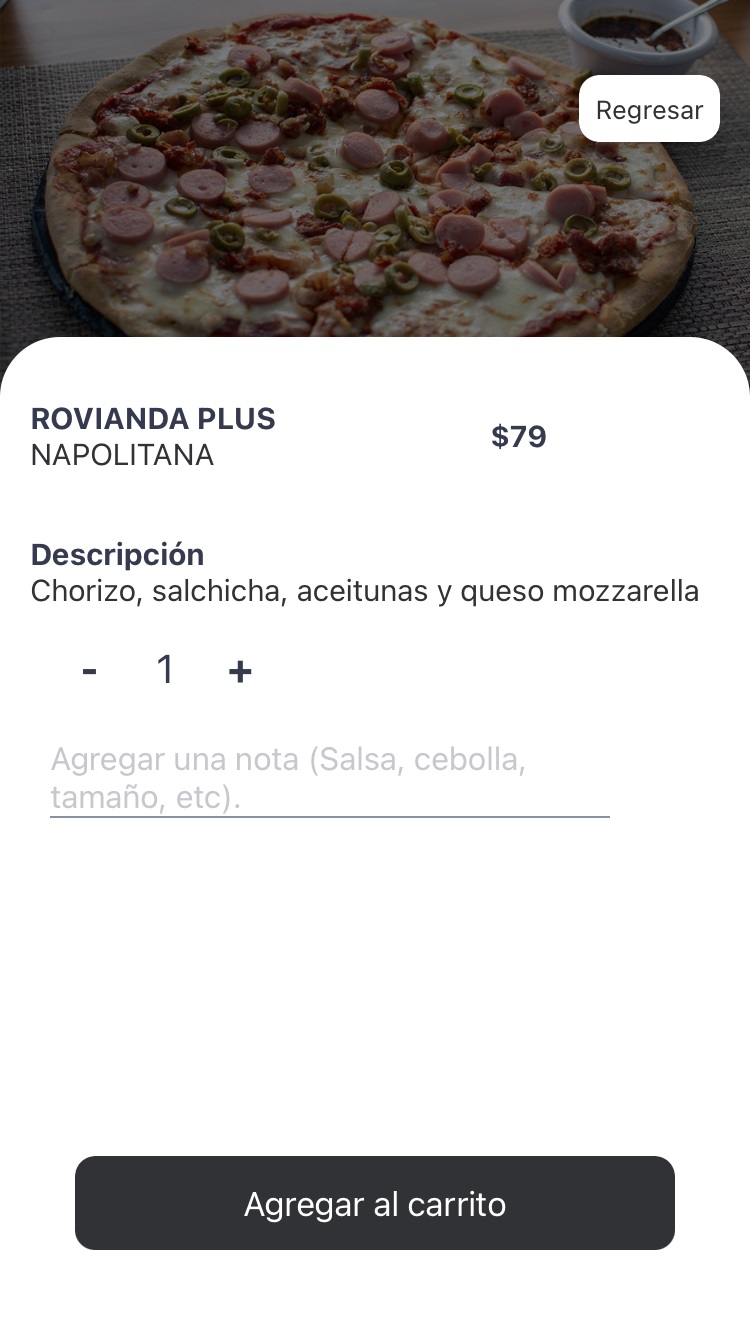 Regresar
ROVIANDA PLUS
NAPOLITANA
$79
Descripción
Chorizo, salchicha, aceitunas y queso mozzarella
- 1 +
Agregar una nota (Salsa, cebolla,
tamaño, etc).
Agregar al carrito